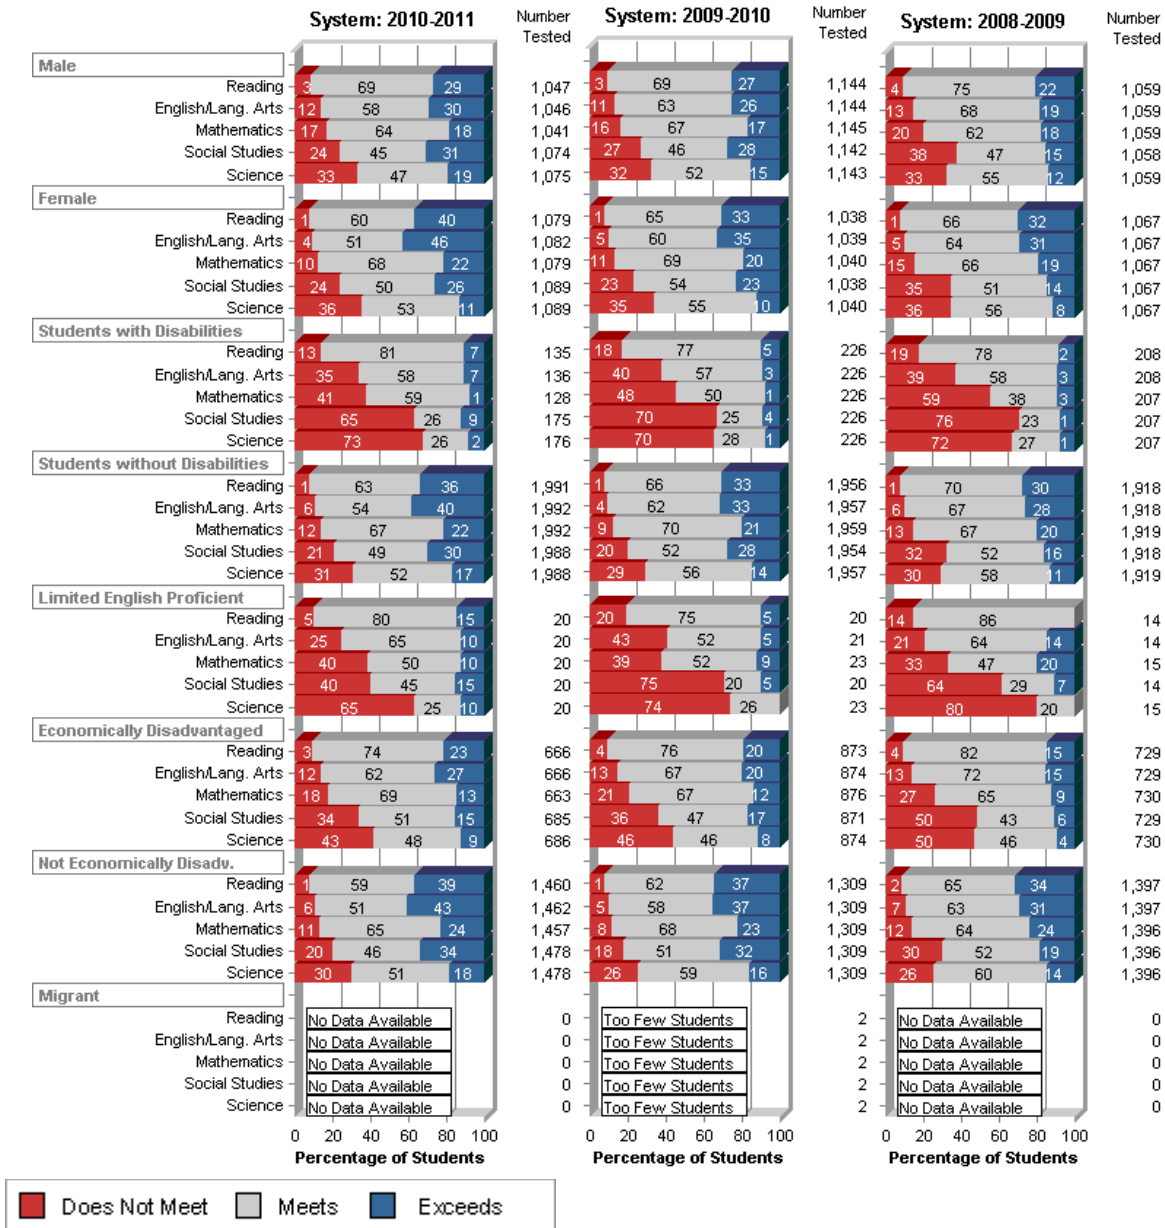 System: 2010-2011 Number Tested System: 2009-2010 Number Tested System: 2008-2009 Number Tested
Male
Reading 3 69 29 1,047 3 69 27 1,144 4 75 22 1,059
English/Lang. Arts 12 58 30 1,046 11 63 26 1,144 13 68 19 1,059
Mathematics 17 64 18 1,041 16 67 17 1,145 20 62 18 1,059
Social Studies 24 45 31 1,074 27 46 28 1,142 38 47 15 1,058
Science 33 47 19 1,075 32 52 15 1,143 33 55 12 1,059
Female
Reading 1 60 40 1,079 1 65 33 1,038 1 66 32 1,067
English/Lang. Arts 4 51 46 1,082 5 60 35 1,039 5 64 31 1,067
Mathematics 10 68 22 1,079 11 69 20 1,040 15 66 19 1,067
Social Studies 24 50 26 1,089 23 54 23 1,038 35 51 14 1,067
Science 36 53 11 1,089 35 55 10 1,040 36 56 8 1,067
Students with Disabilities
Reading 13 81 7 135 18 77 5 226 19 78 2 208
English/Lang. Arts 35 58 7 136 40 57 3 226 39 58 3 208
Mathematics 41 59 1 128 48 50 1 226 59 38 3 207
Social Studies 65 26 9 175 70 25 4 226 76 23 1 207
Science 73 26 2 176 70 28 1 226 72 27 1 207
Students without Disabilities
Reading 1 63 36 1,991 1 66 33 1,956 1 70 30 1,918
English/Lang. Arts 6 54 40 1,992 4 62 33 1,957 6 67 28 1,918
Mathematics 12 67 22 1,992 9 70 21 1,959 13 67 20 1,919
Social Studies 21 49 30 1,988 20 52 28 1,954 32 52 16 1,918
Science 31 52 17 1,988 29 56 14 1,957 30 58 11 1,919
Limited English Proficient
Reading 5 80 15 20 20 75 5 20 14 86 14
English/Lang. Arts 25 65 10 20 43 52 5 21 21 64 14 14
Mathematics 40 50 10 20 39 52 9 23 33 47 20 15
Social Studies 40 45 15 20 75 20 5 20 64 29 7 14
Science 65 25 10 20 74 26 23 80 20 15
Economically Disadvantaged
Reading 3 74 23 666 4 76 20 873 4 82 15 729
English/Lang. Arts 12 62 27 666 13 67 20 874 13 72 15 729
Mathematics 18 69 13 663 21 67 12 876 27 65 9 730
Social Studies 34 51 15 685 36 47 17 871 50 43 6 729
Science 43 48 9 686 46 46 8 874 50 46 4 730
Not Economically Disadv.
Reading 1 59 39 1,460 1 62 37 1,309 2 65 34 1,397
English/Lang. Arts 6 51 43 1,462 5 58 37 1,309 7 63 31 1,397
Mathematics 11 65 24 1,457 8 68 23 1,309 12 64 24 1,396
Social Studies 20 46 34 1,478 18 51 32 1,309 30 52 19 1,396
Science 30 51 18 1,478 26 59 16 1,309 26 60 14 1,396
Migrant
Reading No Data Available 0 Too Few Students 2 No Data Available 0
English/Lang. Arts No Data Available 0 Too Few Students 2 No Data Available 0
Mathematics No Data Available 0 Too Few Students 2 No Data Available 0
Social Studies No Data Available 0 Too Few Students 2 No Data Available 0
Science No Data Available 0 Too Few Students 2 No Data Available 0
0 20 40 60 80 100 0 20 40 60 80 100 0 20 40 60 80 100
Percentage of Students Percentage of Students Percentage of Students
Does Not Meet Meets Exceeds